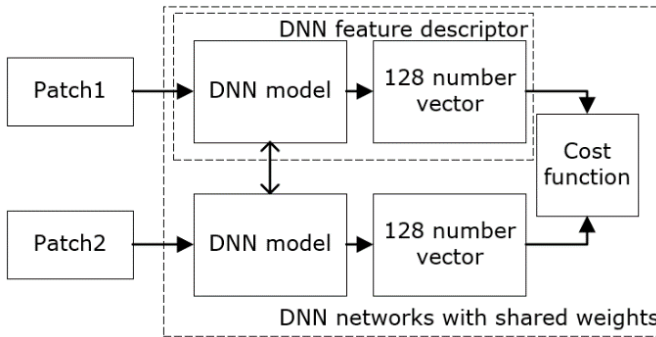 DNN feature descriptor
Patch1
DNN model
128 number
vector
Cost
function
Patch2
DNN model
128 number
vector
DNN networks with shared weights